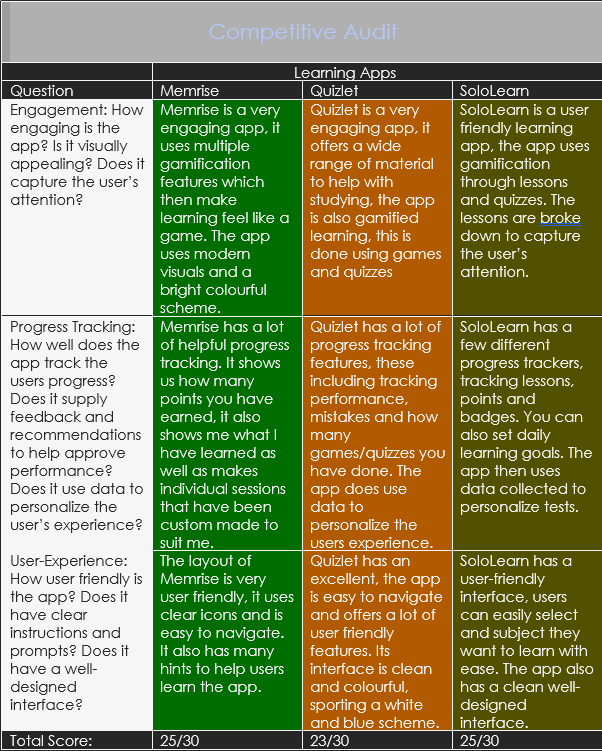 Competitive Audit
Learning Apps
Question
Memrise
Quizlet
SoloLearn
Engagement: How
engaging is the
app? Is it visually
appealing? Does it
capture the user's
attention?
Memrise is a very
engaging app, it
uses multiple
gamification
features which
then make
learning feel like a
game. The app
uses modern
visuals and a
bright colourful
scheme.
Quizlet is a very
engaging app, it
offers a wide
range of material
to help with
studying, the app
is also gamified
learning, this is
done using games
and quizzes
SoloLearn is a user
friendly learning
app, the app uses
gamification
through lessons
and quizzes. The
lessons are broke
down to capture
the user's
attention.
Progress Tracking:
How well does the
app track the
users progress?
Does it supply
feedback and
recommendations
to help approve
performance?
Does it use data to
personalize the
user's experience?
Memrise has a lot
of helpful progress
tracking. It shows
us how many
points you have
earned, it also
shows me what I
have learned as
well as makes
individual sessions
that have been
custom made to
suit me.
Quizlet has a lot of
progress tracking
features, these
including tracking
performance,
mistakes and how
many
games/quizzes you
have done. The
app does use
data to
personalize the
users experience.
SoloLearn has a
few different
progress trackers,
tracking lessons,
points and
badges. You can
also set daily
learning goals. The
app then uses
data collected to
personalize tests.
User-Experience:
How user friendly is
the app? Does it
have clear
instructions and
prompts? Does it
have a well-
designed
interface?
The layout of
Memrise is very
user friendly, it uses
clear icons and is
easy to navigate.
It also has many
hints to help users
learn the app.
Quizlet has an
excellent, the app
is easy to navigate
and offers a lot of
user friendly
features. Its
interface is clean
and colourful,
sporting a white
and blue scheme.
SoloLearn has a
user-friendly
interface, users
can easily select
and subject they
want to learn with
ease. The app also
has a clean well-
designed
interface.
Total Score:
25/30
23/30
25/30